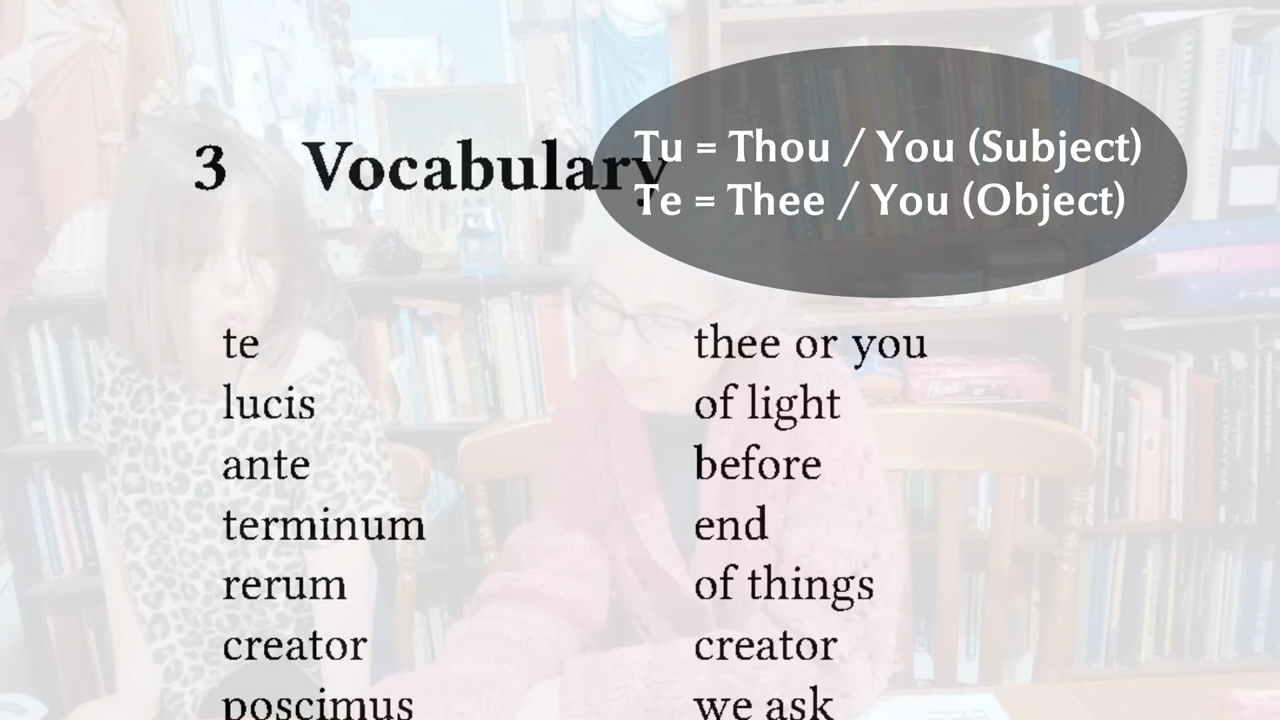 3 Vocabulary
Tu = Thou / You (Subject)
Te = Thee / You (Object)
te thee or you
lucis of light
ante before
terminum end
rerum of things
creator creator
poscimus we ask